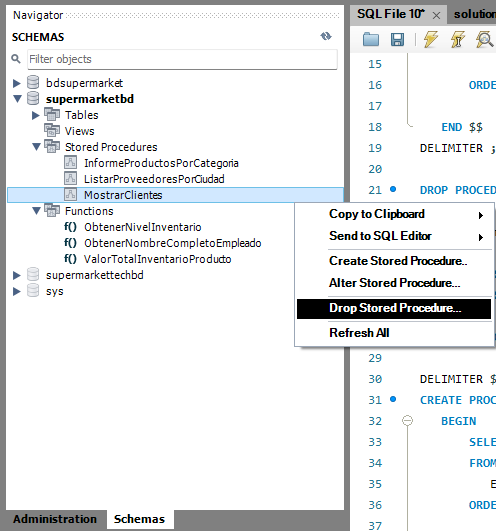 Navigator
SCHEMAS
Filter objects
bdsupermarket
supermarketbd
Tables
Views
Stored Procedures
InformeProductosPorCategoria
ListarProveedoresPorCiudad
MostrarClientes
Functions
f() ObtenerNivelInventario
f() ObtenerNombreCompletoEmpleado
f() ValorTotalInventarioProducto
supermarkettechbd
sys
Administration Schemas
SQL File 10* × solution
15
16 ORDE
17
18 END $$
19 DELIMITER ;
20
21 DROP PROCED
Copy to Clipboard
Send to SQL Editor
Create Stored Procedure..
Alter Stored Procedure...
Drop Stored Procedure...
Refresh All
29
30 DELIMITER $
31 CREATE PROC
32 BEGIN
33 SELE
34 FROM
35 E
36 ORDE